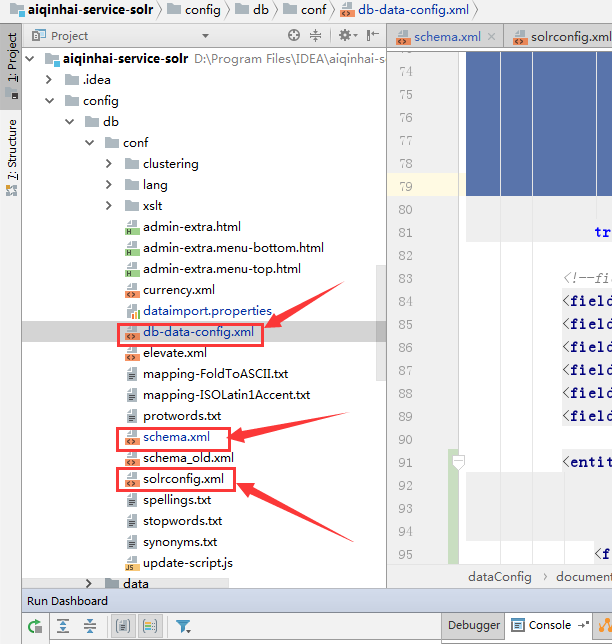 aiqinhai-service-solr config db conf db-data-config.xml
1: Project
7: Structure
Project
schema.xml solrconfig.xml
aiqinhai-service-solr D:\Program Files\IDEA\aiqinhai-s
.idea
config
db
conf
clustering
lang
xslt
admin-extra.html
admin-extra.menu-bottom.html
admin-extra.menu-top.html
currency.xml
dataimport.properties
db-data-config.xml
elevate.xml
mapping-FoldToASCII.txt
mapping-ISOLatin1Accent.txt
protwords.txt
schema.xml
schema_old.xml
solrconfig.xml
spellings.txt
stopwords.txt
synonyms.txt
update-script.js
data
74
75
76
77
78
79
80
81 tr
82
83 <!--fie
84 <field
85 <field
86 <field
87 <field
88 <field
89 <field
90
91 <entit
92
93
94
95 <f
dataConfig document
Run Dashboard
Debugger Console